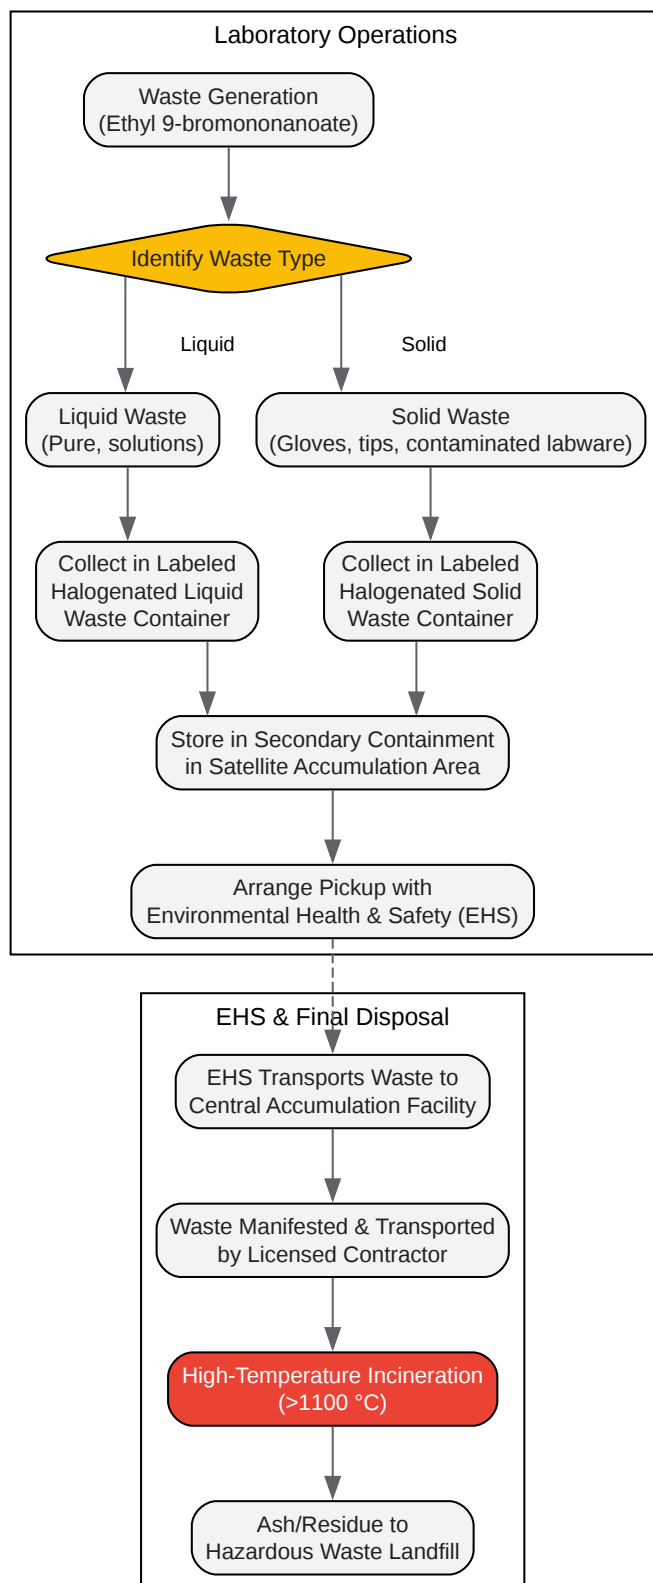 Laboratory Operations
Waste Generation
(Ethyl 9-bromononanoate)
Identify Waste Type
Liquid
Solid
Liquid Waste
(Pure, solutions)
Solid Waste
(Gloves, tips, contaminated labware)
Collect in Labeled
Halogenated Liquid
Waste Container
Collect in Labeled
Halogenated Solid
Waste Container
Store in Secondary Containment
in Satellite Accumulation Area
Arrange Pickup with
Environmental Health & Safety (EHS)
EHS & Final Disposal
EHS Transports Waste to
Central Accumulation Facility
Waste Manifested & Transported
by Licensed Contractor
High-Temperature Incineration
(>1100 °C)
Ash/Residue to
Hazardous Waste Landfill